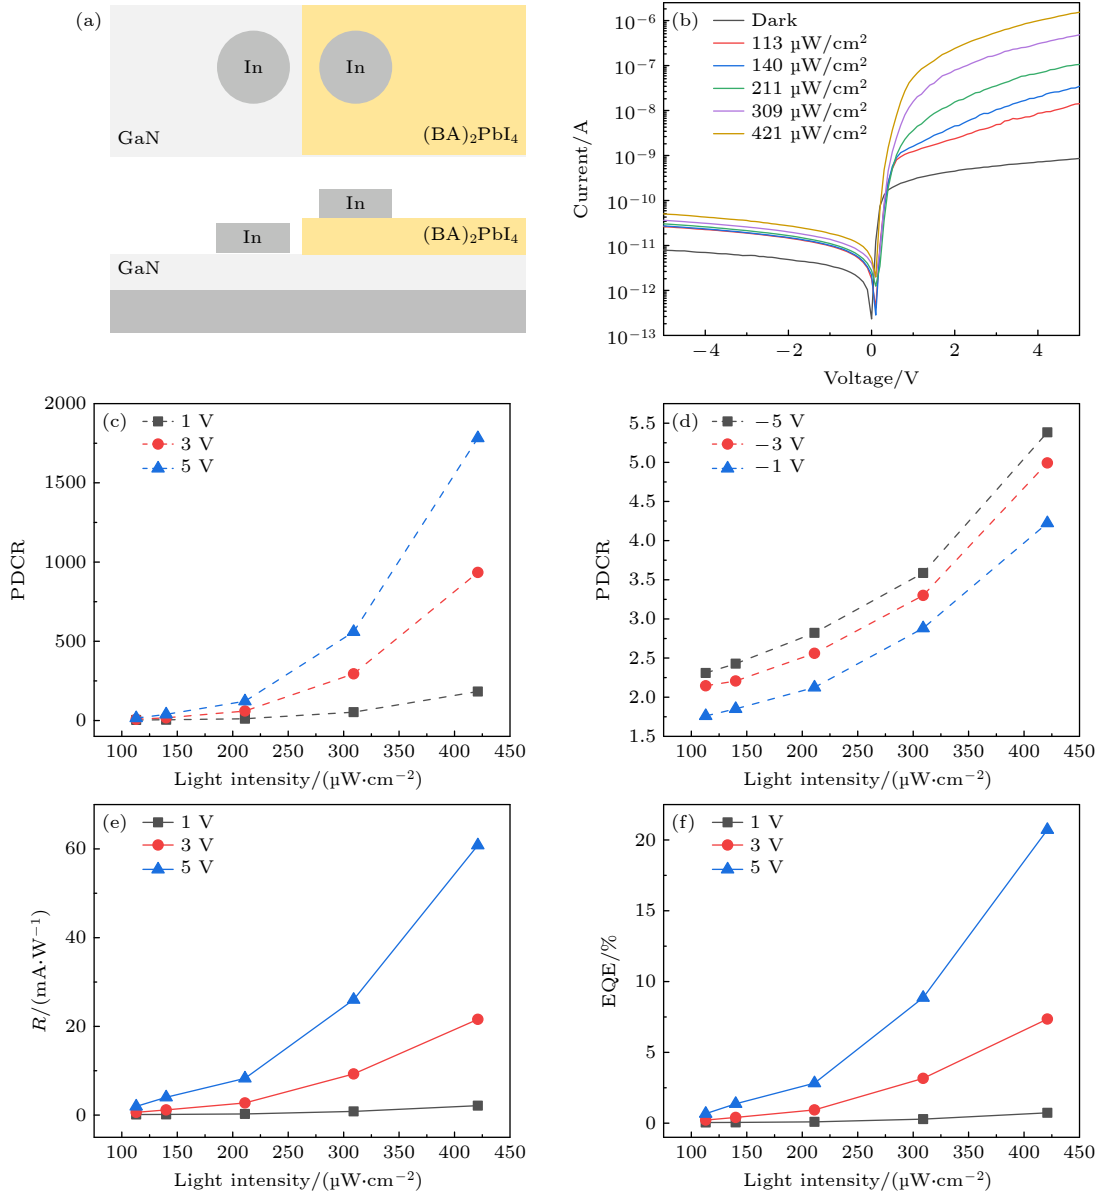 (a)
In
In
GaN
(BA)₂PbI₄
In
In
(BA)₂PbI₄
GaN
(b)
Dark
113 µW/cm²
140 µW/cm²
211 µW/cm²
309 µW/cm²
421 µW/cm²
Current/A
10⁻⁶
10⁻⁷
10⁻⁸
10⁻⁹
10⁻¹⁰
10⁻¹¹
10⁻¹²
10⁻¹³
−4 −2 0 2 4
Voltage/V
(c)
1 V
3 V
5 V
PDCR
2000
1500
1000
500
0
100 150 200 250 300 350 400 450
Light intensity/(µW·cm⁻²)
(d)
−5 V
−3 V
−1 V
PDCR
5.5
5.0
4.5
4.0
3.5
3.0
2.5
2.0
1.5
100 150 200 250 300 350 400 450
Light intensity/(µW·cm⁻²)
(e)
1 V
3 V
5 V
R/(mA·W⁻¹)
60
40
20
0
100 150 200 250 300 350 400 450
Light intensity/(µW·cm⁻²)
(f)
1 V
3 V
5 V
EQE/%
20
15
10
5
0
100 150 200 250 300 350 400 450
Light intensity/(µW·cm⁻²)